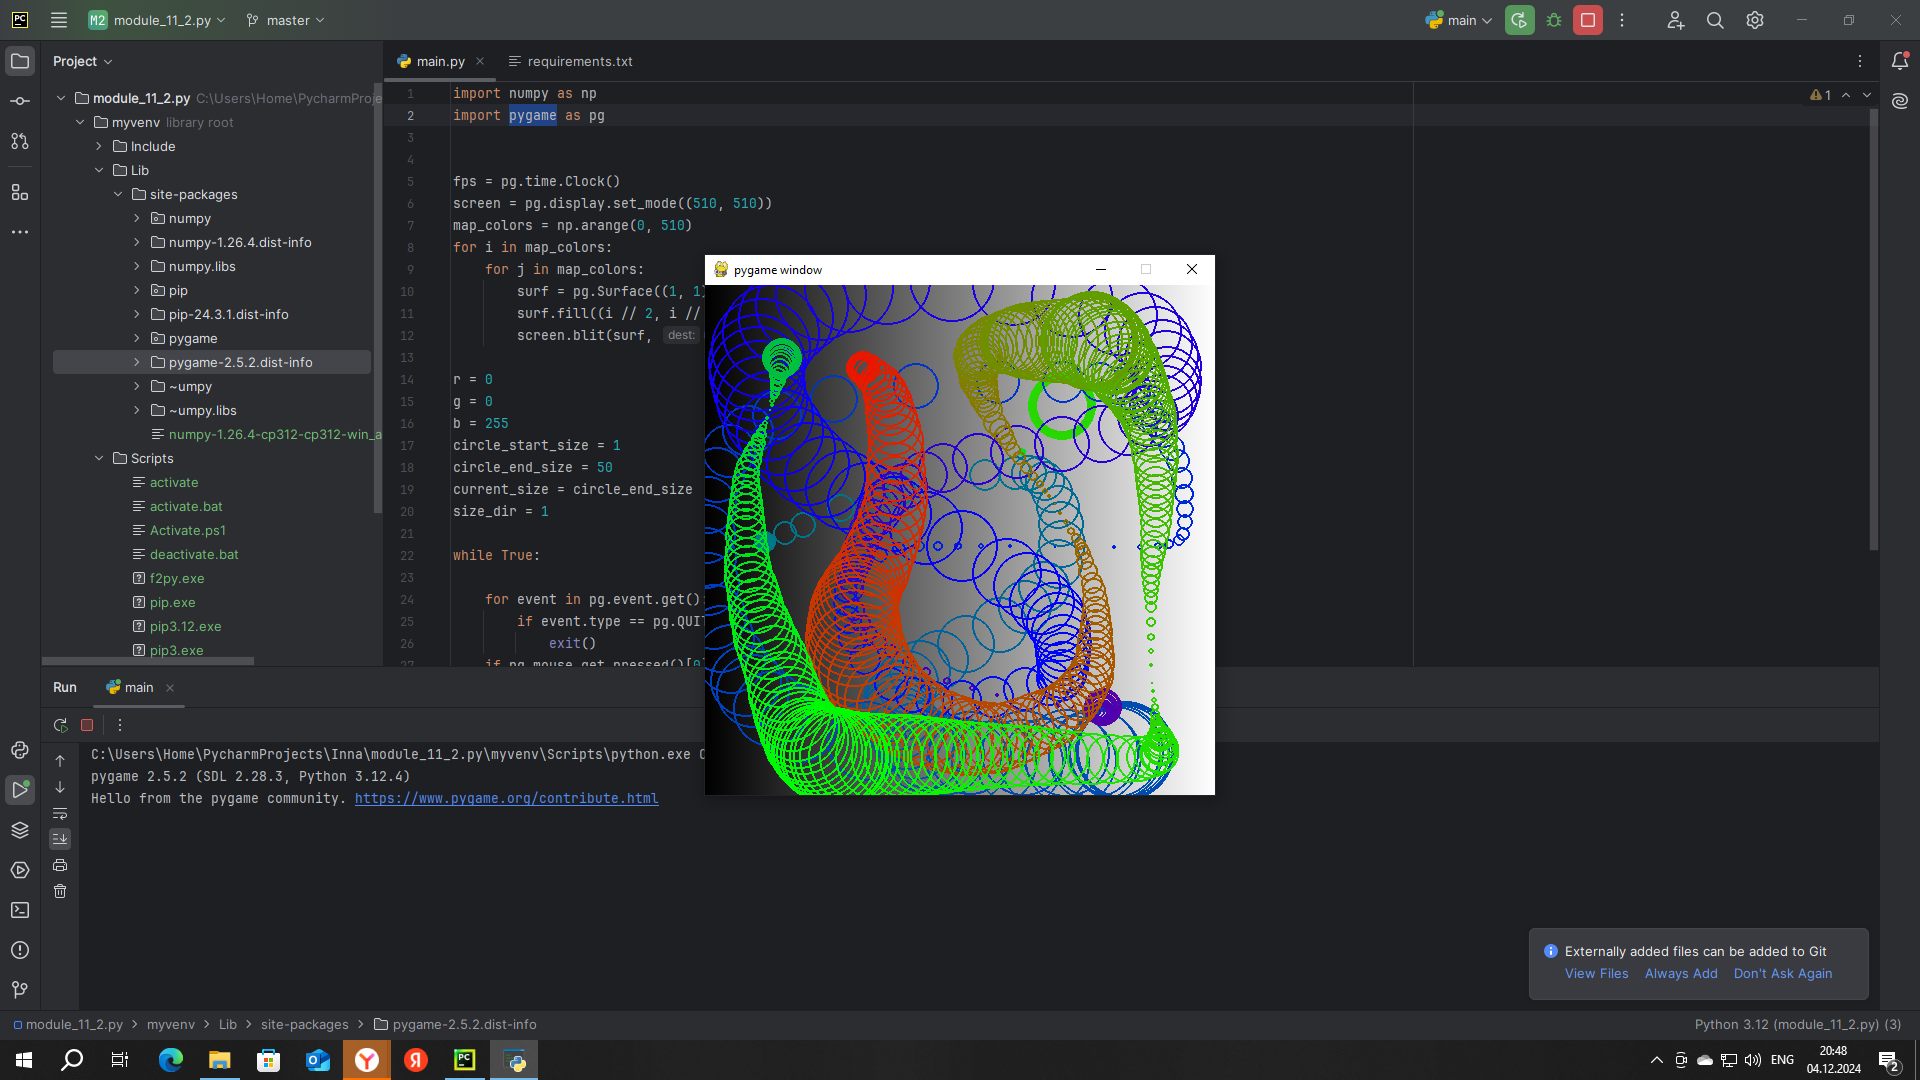 PC M2 module_11_2.py master main
Project
main.py requirements.txt
module_11_2.py C:\Users\Home\PycharmProje
myvenv library root
Include
Lib
site-packages
numpy
numpy-1.26.4.dist-info
numpy.libs
pip
pip-24.3.1.dist-info
pygame
pygame-2.5.2.dist-info
~umpy
~umpy.libs
numpy-1.26.4-cp312-cp312-win_a
Scripts
activate
activate.bat
Activate.ps1
deactivate.bat
f2py.exe
pip.exe
pip3.12.exe
pip3.exe
1 import numpy as np
2 import pygame as pg
3
4
5 fps = pg.time.Clock()
6 screen = pg.display.set_mode((510, 510))
7 map_colors = np.arange(0, 510)
8 for i in map_colors:
9 for j in map_colors:
10 surf = pg.Surface((1, 1)
11 surf.fill((i // 2, i //
12 screen.blit(surf, dest:
13
14 r = 0
15 g = 0
16 b = 255
17 circle_start_size = 1
18 circle_end_size = 50
19 current_size = circle_end_size
20 size_dir = 1
21
22 while True:
23
24 for event in pg.event.get():
25 if event.type == pg.QUIT
26 exit()
27 if pg.mouse.get_pressed()[0]
1
pygame window
Run main
C:\Users\Home\PycharmProjects\Inna\module_11_2.py\myvenv\Scripts\python.exe C
pygame 2.5.2 (SDL 2.28.3, Python 3.12.4)
Hello from the pygame community. https://www.pygame.org/contribute.html
Externally added files can be added to Git
View Files Always Add Don't Ask Again
module_11_2.py myvenv Lib site-packages pygame-2.5.2.dist-info
Python 3.12 (module_11_2.py) (3)
Y Я PC
ENG
20:48
04.12.2024
2